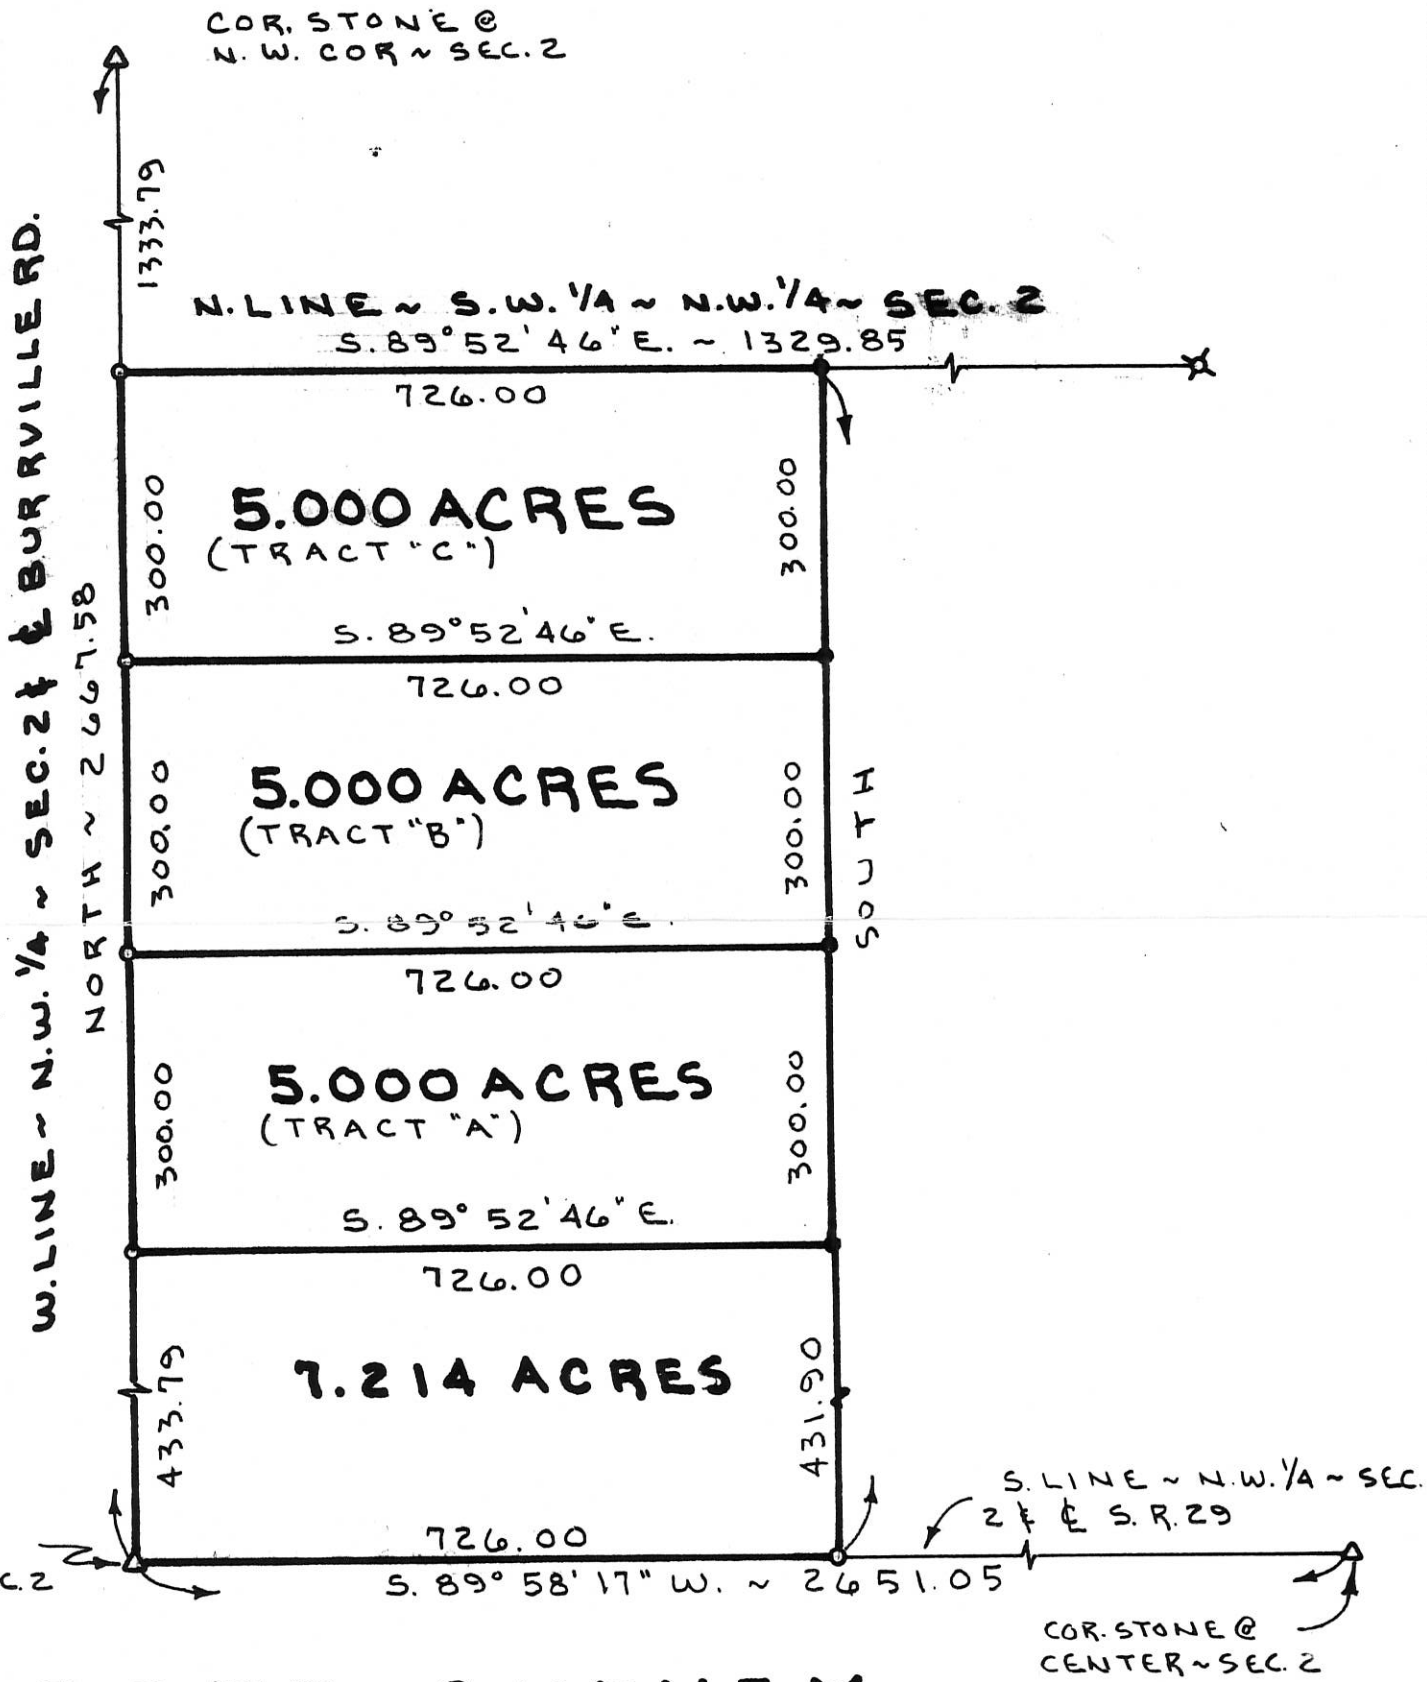 COR. STONE @
N.W. COR ~ SEC. 2
1333.79
N. LINE ~ S.W. 1/4 ~ N.W. 1/4 ~ SEC. 2
S. 89° 52' 46" E. ~ 1329.85
726.00
W. LINE ~ N.W. 1/4 ~ SEC. 2 & ℄ BURRVILLE RD.
NORTH ~ 2667.58
300.00
5.000 ACRES
(TRACT "C")
300.00
S. 89° 52' 46" E.
726.00
300.00
5.000 ACRES
(TRACT "B")
300.00
SOUTH
S. 89° 52' 46" E.
726.00
300.00
5.000 ACRES
(TRACT "A")
300.00
S. 89° 52' 46" E.
726.00
433.79
7.214 ACRES
431.90
S. LINE ~ N.W. 1/4 ~ SEC.
2 & ℄ S.R. 29
726.00
C. 2
S. 89° 58' 17" W. ~ 2651.05
COR. STONE @
CENTER ~ SEC. 2